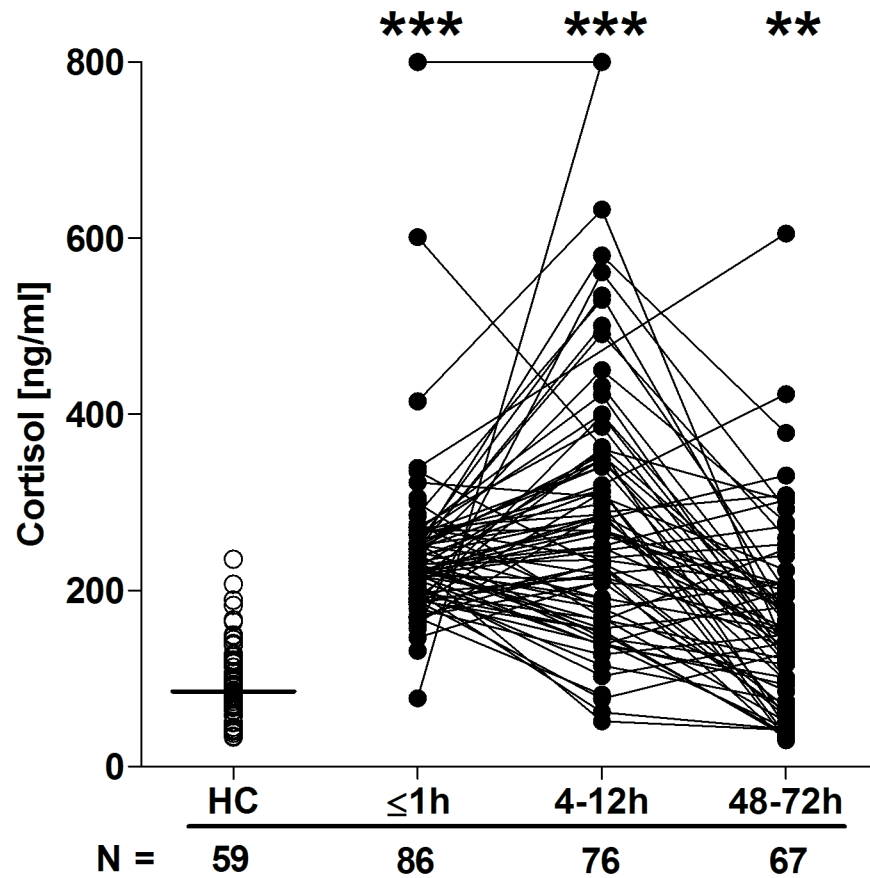 *** *** **
800
600
400
200
0
Cortisol [ng/ml]
HC ≤1h 4-12h 48-72h
N = 59 86 76 67